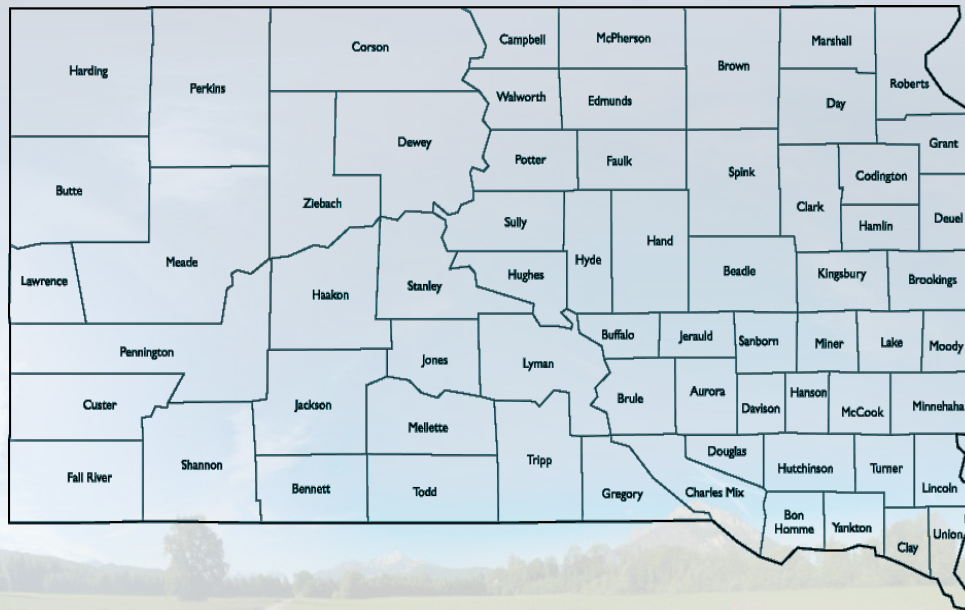 Harding
Perkins
Corson
Campbell
McPherson
Brown
Marshall
Roberts
Walworth
Edmunds
Day
Dewey
Grant
Potter
Faulk
Spink
Codington
Butte
Ziebach
Clark
Deuel
Sully
Hamlin
Hand
Meade
Hyde
Beadle
Lawrence
Hughes
Kingsbury
Brookings
Haakon
Stanley
Buffalo
Jerauld
Sanborn
Miner
Lake
Moody
Pennington
Jones
Lyman
Brule
Aurora
Hanson
Custer
Jackson
Davison
McCook
Minnehaha
Mellette
Douglas
Shannon
Tripp
Hutchinson
Turner
Fall River
Bennett
Todd
Gregory
Charles Mix
Lincoln
Bon
Homme
Yankton
Union
Clay